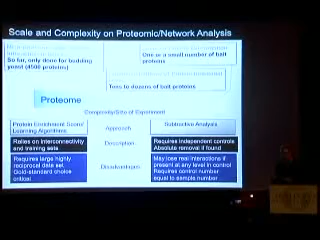 Scale and Complexity on Proteomic/Network Analysis
So far, only done for budding
yeast (4500 proteins)
One or a small number of bait
proteins
Tens to dozens of bait proteins
Proteome
Complexity/Size of Experiment
Protein Enrichment Score/
Learning Algorithms
Approach
Subtractive Analysis
Relies on Interconnectivity
and training sets
Description
Requires independent controls
Absolute removal if found
Requires large highly
reciprocal data set.
Gold-standard choice
critical
Disadvantages
May lose real interactions if
present at any level in control
Requires control number
equal to sample number